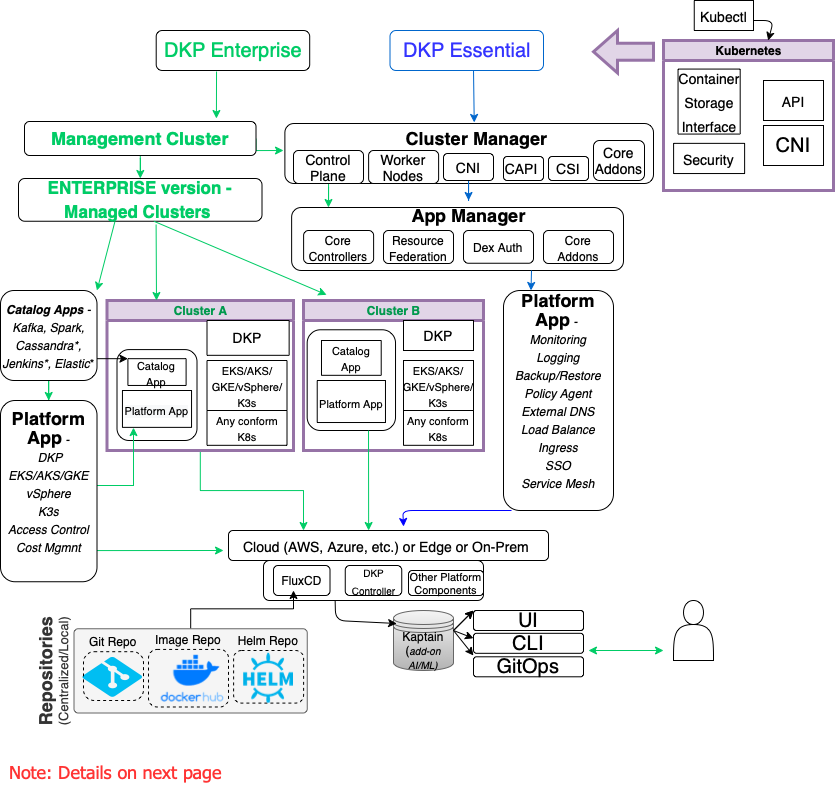 Kubectl
DKP Enterprise
DKP Essential
Kubernetes
Container
Storage
Interface
API
CNI
Security
Management Cluster
Cluster Manager
Control
Plane
Worker
Nodes
CNI
CAPI
CSI
Core
Addons
ENTERPRISE version -
Managed Clusters
App Manager
Core
Controllers
Resource
Federation
Dex Auth
Core
Addons
Catalog Apps -
Kafka, Spark,
Cassandra*,
Jenkins*, Elastic*
Cluster A
DKP
Catalog
App
Platform App
EKS/AKS/
GKE/vSphere/
K3s
Any conform
K8s
Cluster B
DKP
Catalog
App
Platform App
EKS/AKS/
GKE/vSphere/
K3s
Any conform
K8s
Platform
App -
Monitoring
Logging
Backup/Restore
Policy Agent
External DNS
Load Balance
Ingress
SSO
Service Mesh
Platform
App -
DKP
EKS/AKS/GKE
vSphere
K3s
Access Control
Cost Mgmnt
Cloud (AWS, Azure, etc.) or Edge or On-Prem
FluxCD
DKP
Controller
Other Platform
Components
Repositories
(Centralized/Local)
Git Repo
Image Repo
Helm Repo
docker hub
HELM
Kaptain
(add-on
AI/ML)
UI
CLI
GitOps
Note: Details on next page